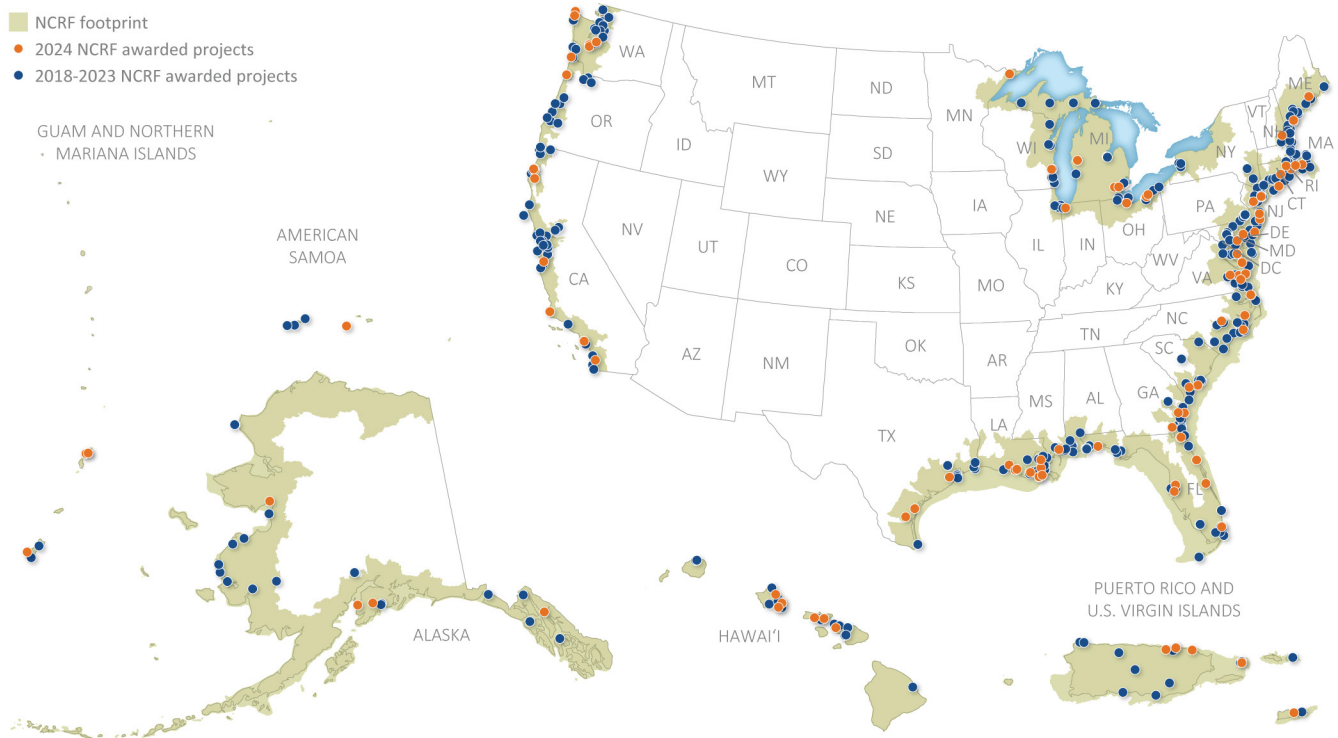 NCRF footprint
2024 NCRF awarded projects
2018-2023 NCRF awarded projects
GUAM AND NORTHERN
MARIANA ISLANDS
AMERICAN
SAMOA
WA
MT
ND
MN
OR
ID
SD
WI
MI
WY
NE
IA
NV
UT
CO
IL
IN
OH
CA
KS
MO
KY
WV
VA
PA
NY
VT
NH
ME
MA
RI
CT
NJ
DE
MD
DC
AZ
NM
OK
AR
TN
NC
SC
TX
LA
MS
AL
GA
FL
ALASKA
HAWAIʻI
PUERTO RICO AND
U.S. VIRGIN ISLANDS